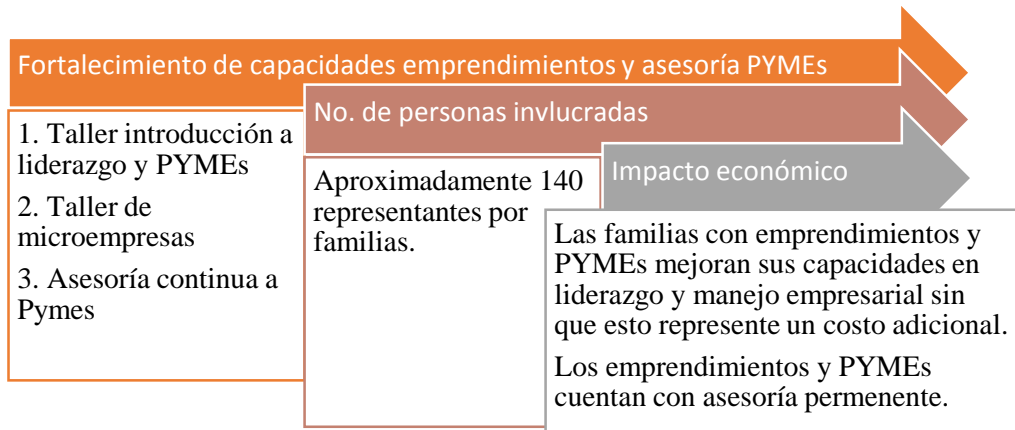 Fortalecimiento de capacidades emprendimientos y asesoría PYMEs
1. Taller introducción a
liderazgo y PYMEs
2. Taller de
microempresas
3. Asesoría continua a
Pymes
No. de personas invlucradas
Aproximadamente 140
representantes por
familias.
Impacto económico
Las familias con emprendimientos y
PYMEs mejoran sus capacidades en
liderazgo y manejo empresarial sin
que esto represente un costo adicional.
Los emprendimientos y PYMEs
cuentan con asesoría permenente.